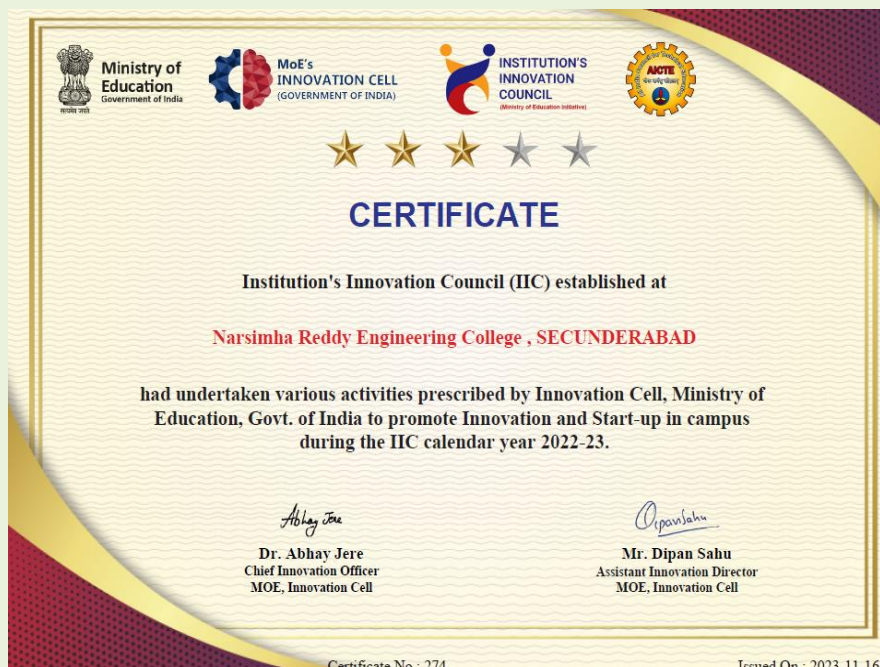 Ministry of
Education
Government of India
सत्यमेव जयते
MoE's
INNOVATION CELL
(GOVERNMENT OF INDIA)
INSTITUTION'S
INNOVATION
COUNCIL
(Ministry of Education Initiative)
AICTE
CERTIFICATE
Institution's Innovation Council (IIC) established at
Narsimha Reddy Engineering College , SECUNDERABAD
had undertaken various activities prescribed by Innovation Cell, Ministry of
Education, Govt. of India to promote Innovation and Start-up in campus
during the IIC calendar year 2022-23.
Abhay Jere
Dipan Sahu
Dr. Abhay Jere
Chief Innovation Officer
MOE, Innovation Cell
Mr. Dipan Sahu
Assistant Innovation Director
MOE, Innovation Cell
Certificate No : 274
Issued On : 2023-11-16